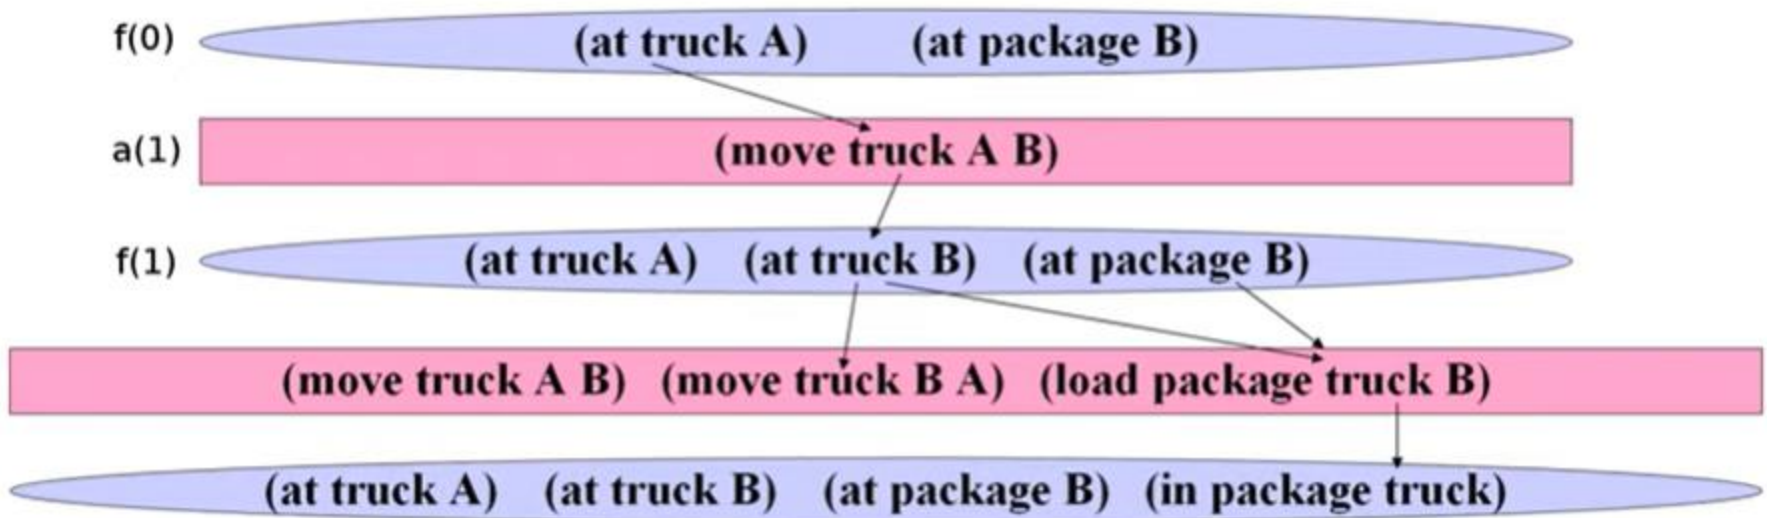 f(0) (at truck A) (at package B)
a(1) (move truck A B)
f(1) (at truck A) (at truck B) (at package B)
(move truck A B) (move truck B A) (load package truck B)
(at truck A) (at truck B) (at package B) (in package truck)